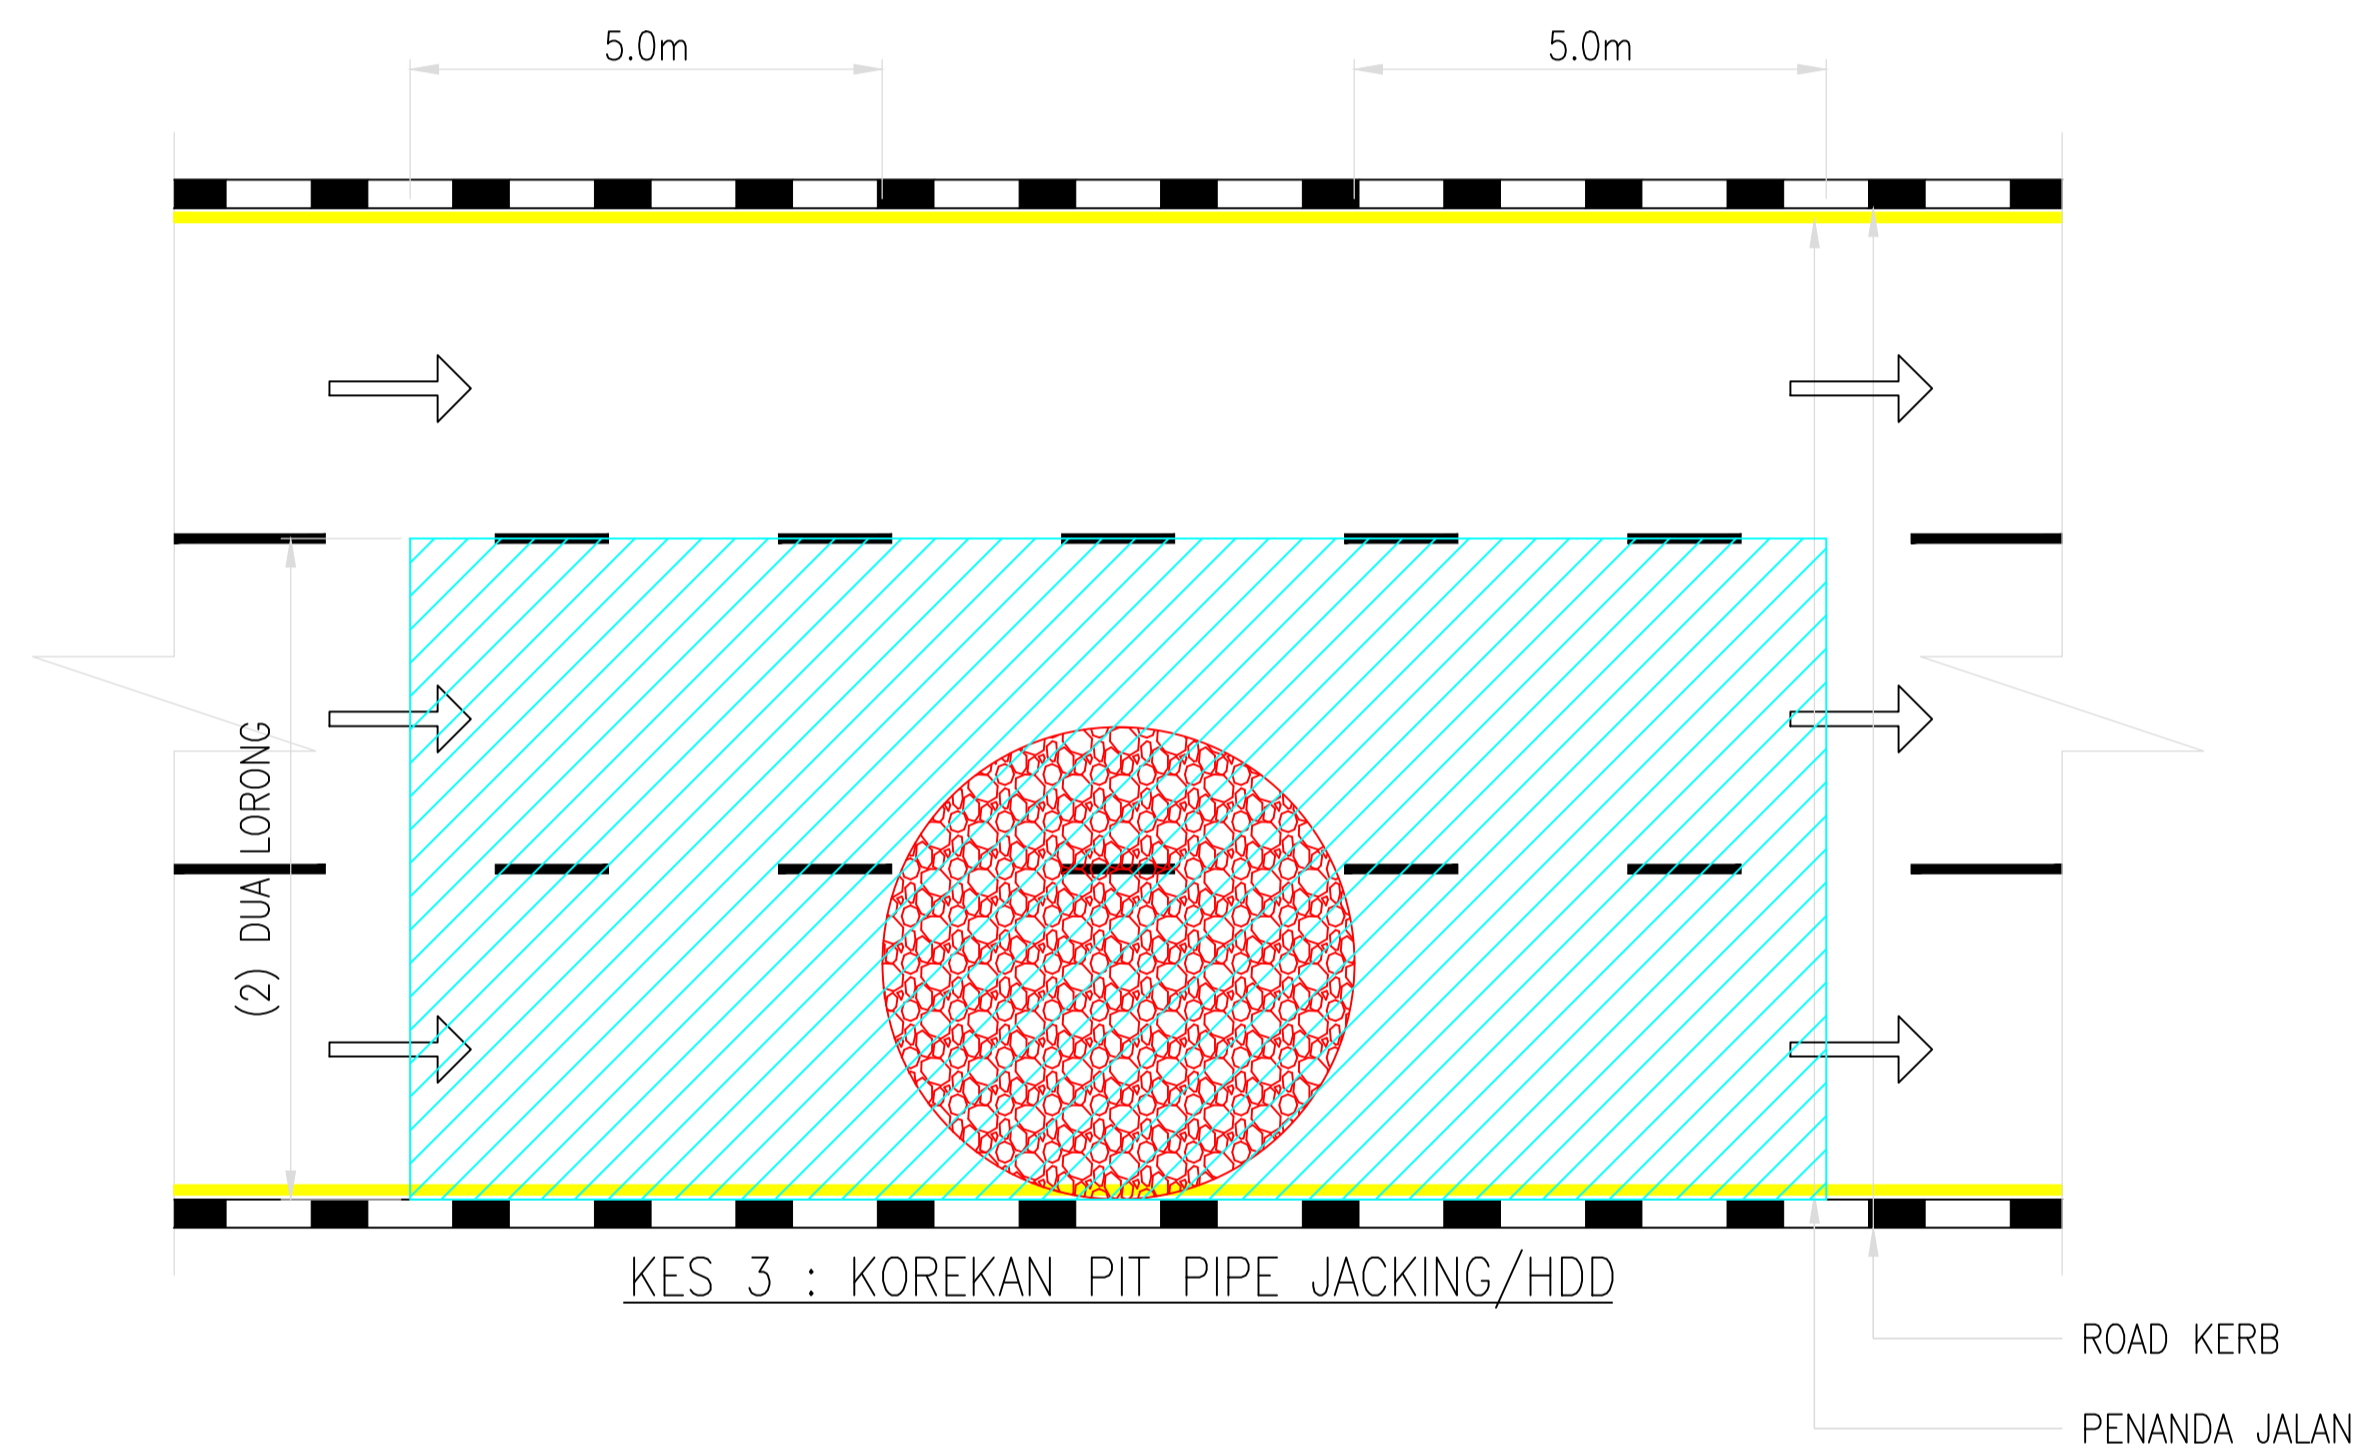 5.0m
5.0m
(2) DUA LORONG
KES 3 : KOREKAN PIT PIPE JACKING/HDD
ROAD KERB
PENANDA JALAN